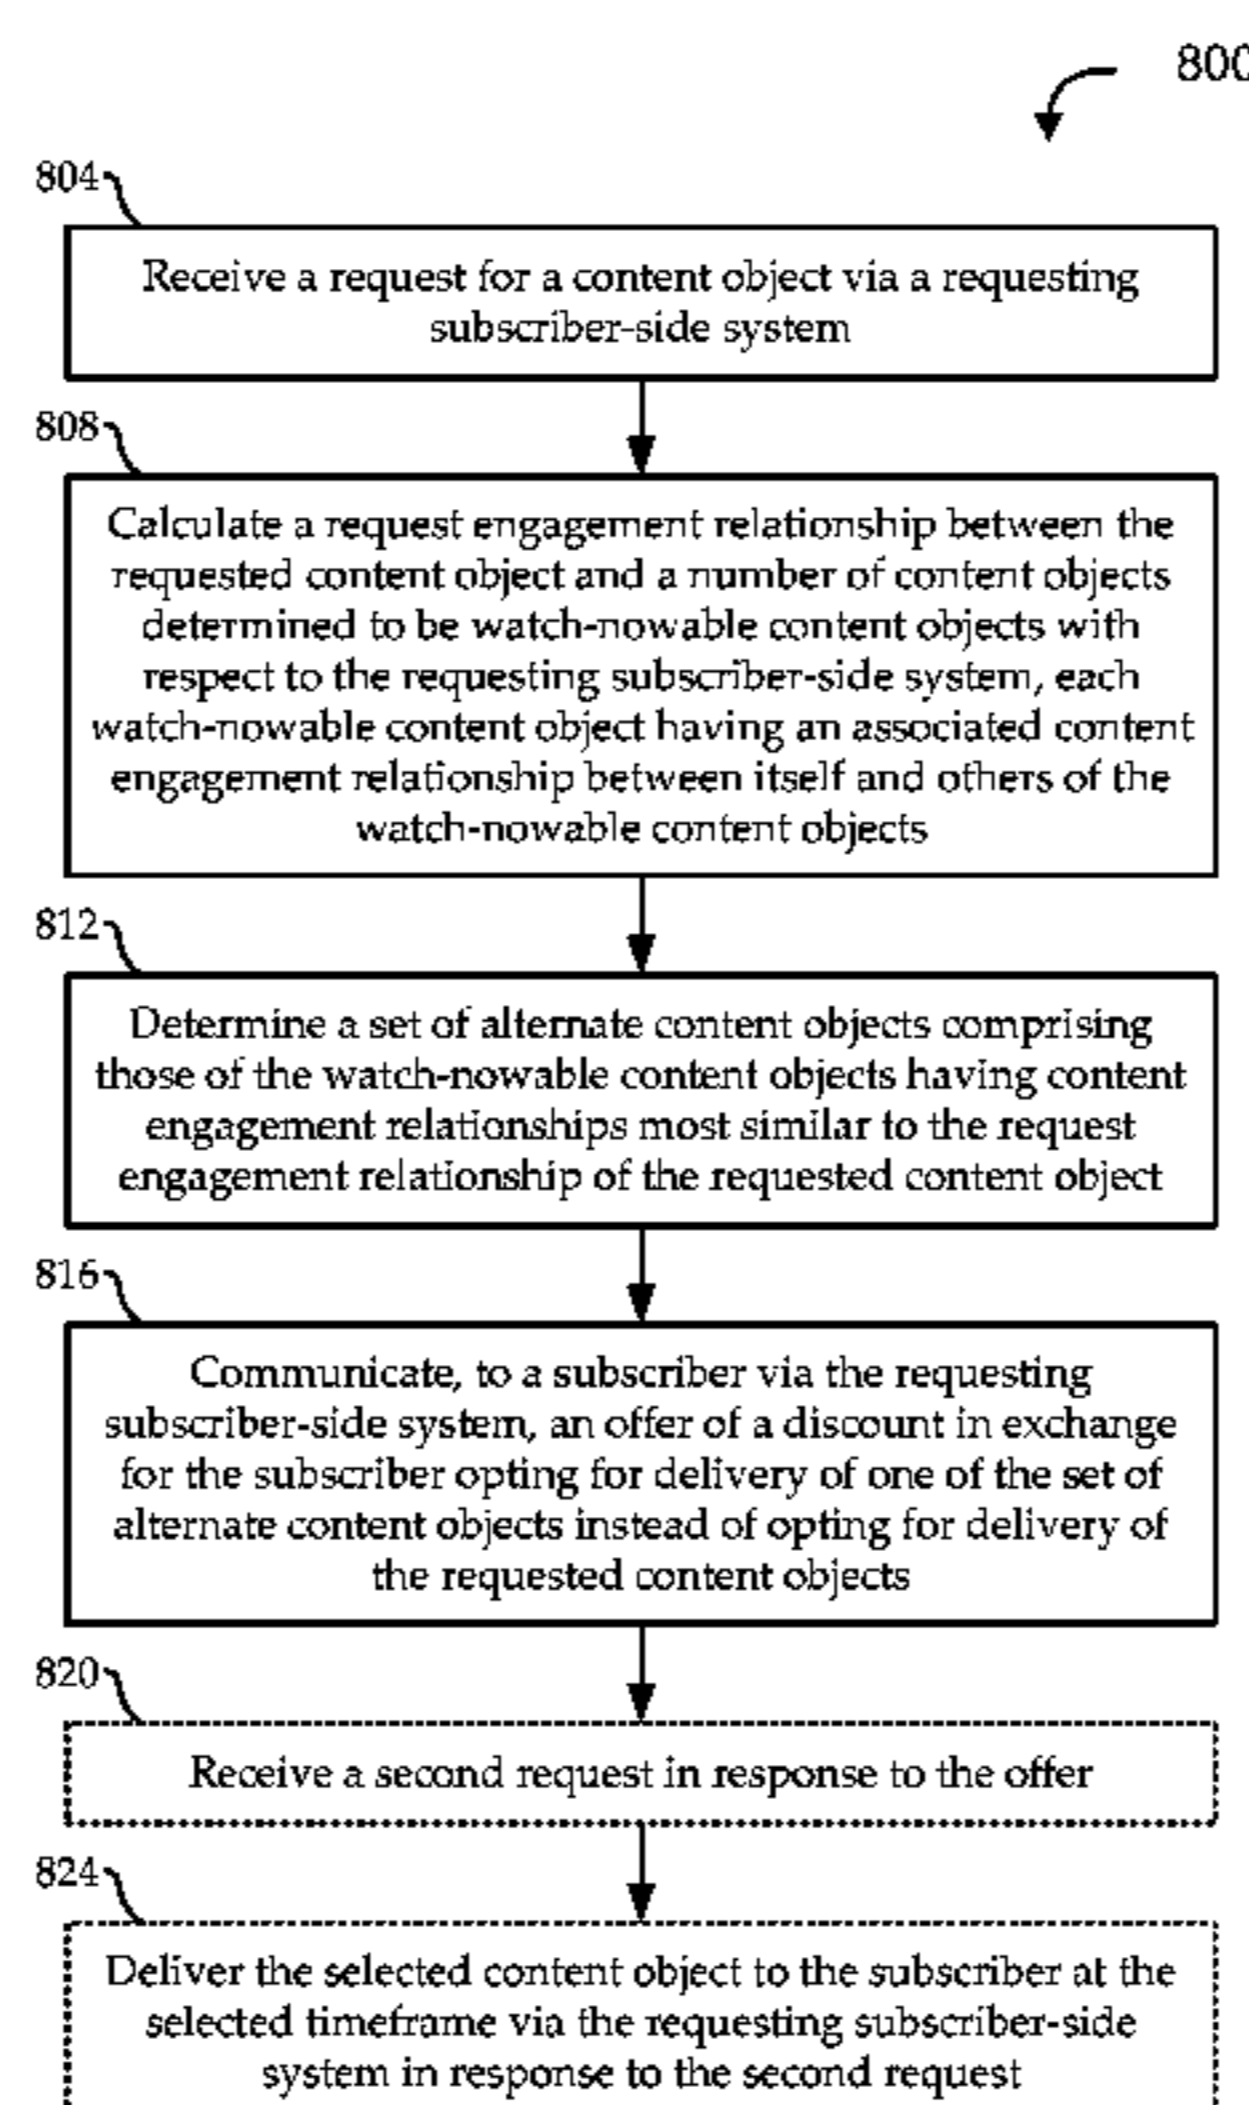 800
804
Receive a request for a content object via a requesting
subscriber-side system
808
Calculate a request engagement relationship between the
requested content object and a number of content objects
determined to be watch-nowable content objects with
respect to the requesting subscriber-side system, each
watch-nowable content object having an associated content
engagement relationship between itself and others of the
watch-nowable content objects
812
Determine a set of alternate content objects comprising
those of the watch-nowable content objects having content
engagement relationships most similar to the request
engagement relationship of the requested content object
816
Communicate, to a subscriber via the requesting
subscriber-side system, an offer of a discount in exchange
for the subscriber opting for delivery of one of the set of
alternate content objects instead of opting for delivery of
the requested content objects
820
Receive a second request in response to the offer
824
Deliver the selected content object to the subscriber at the
selected timeframe via the requesting subscriber-side
system in response to the second request